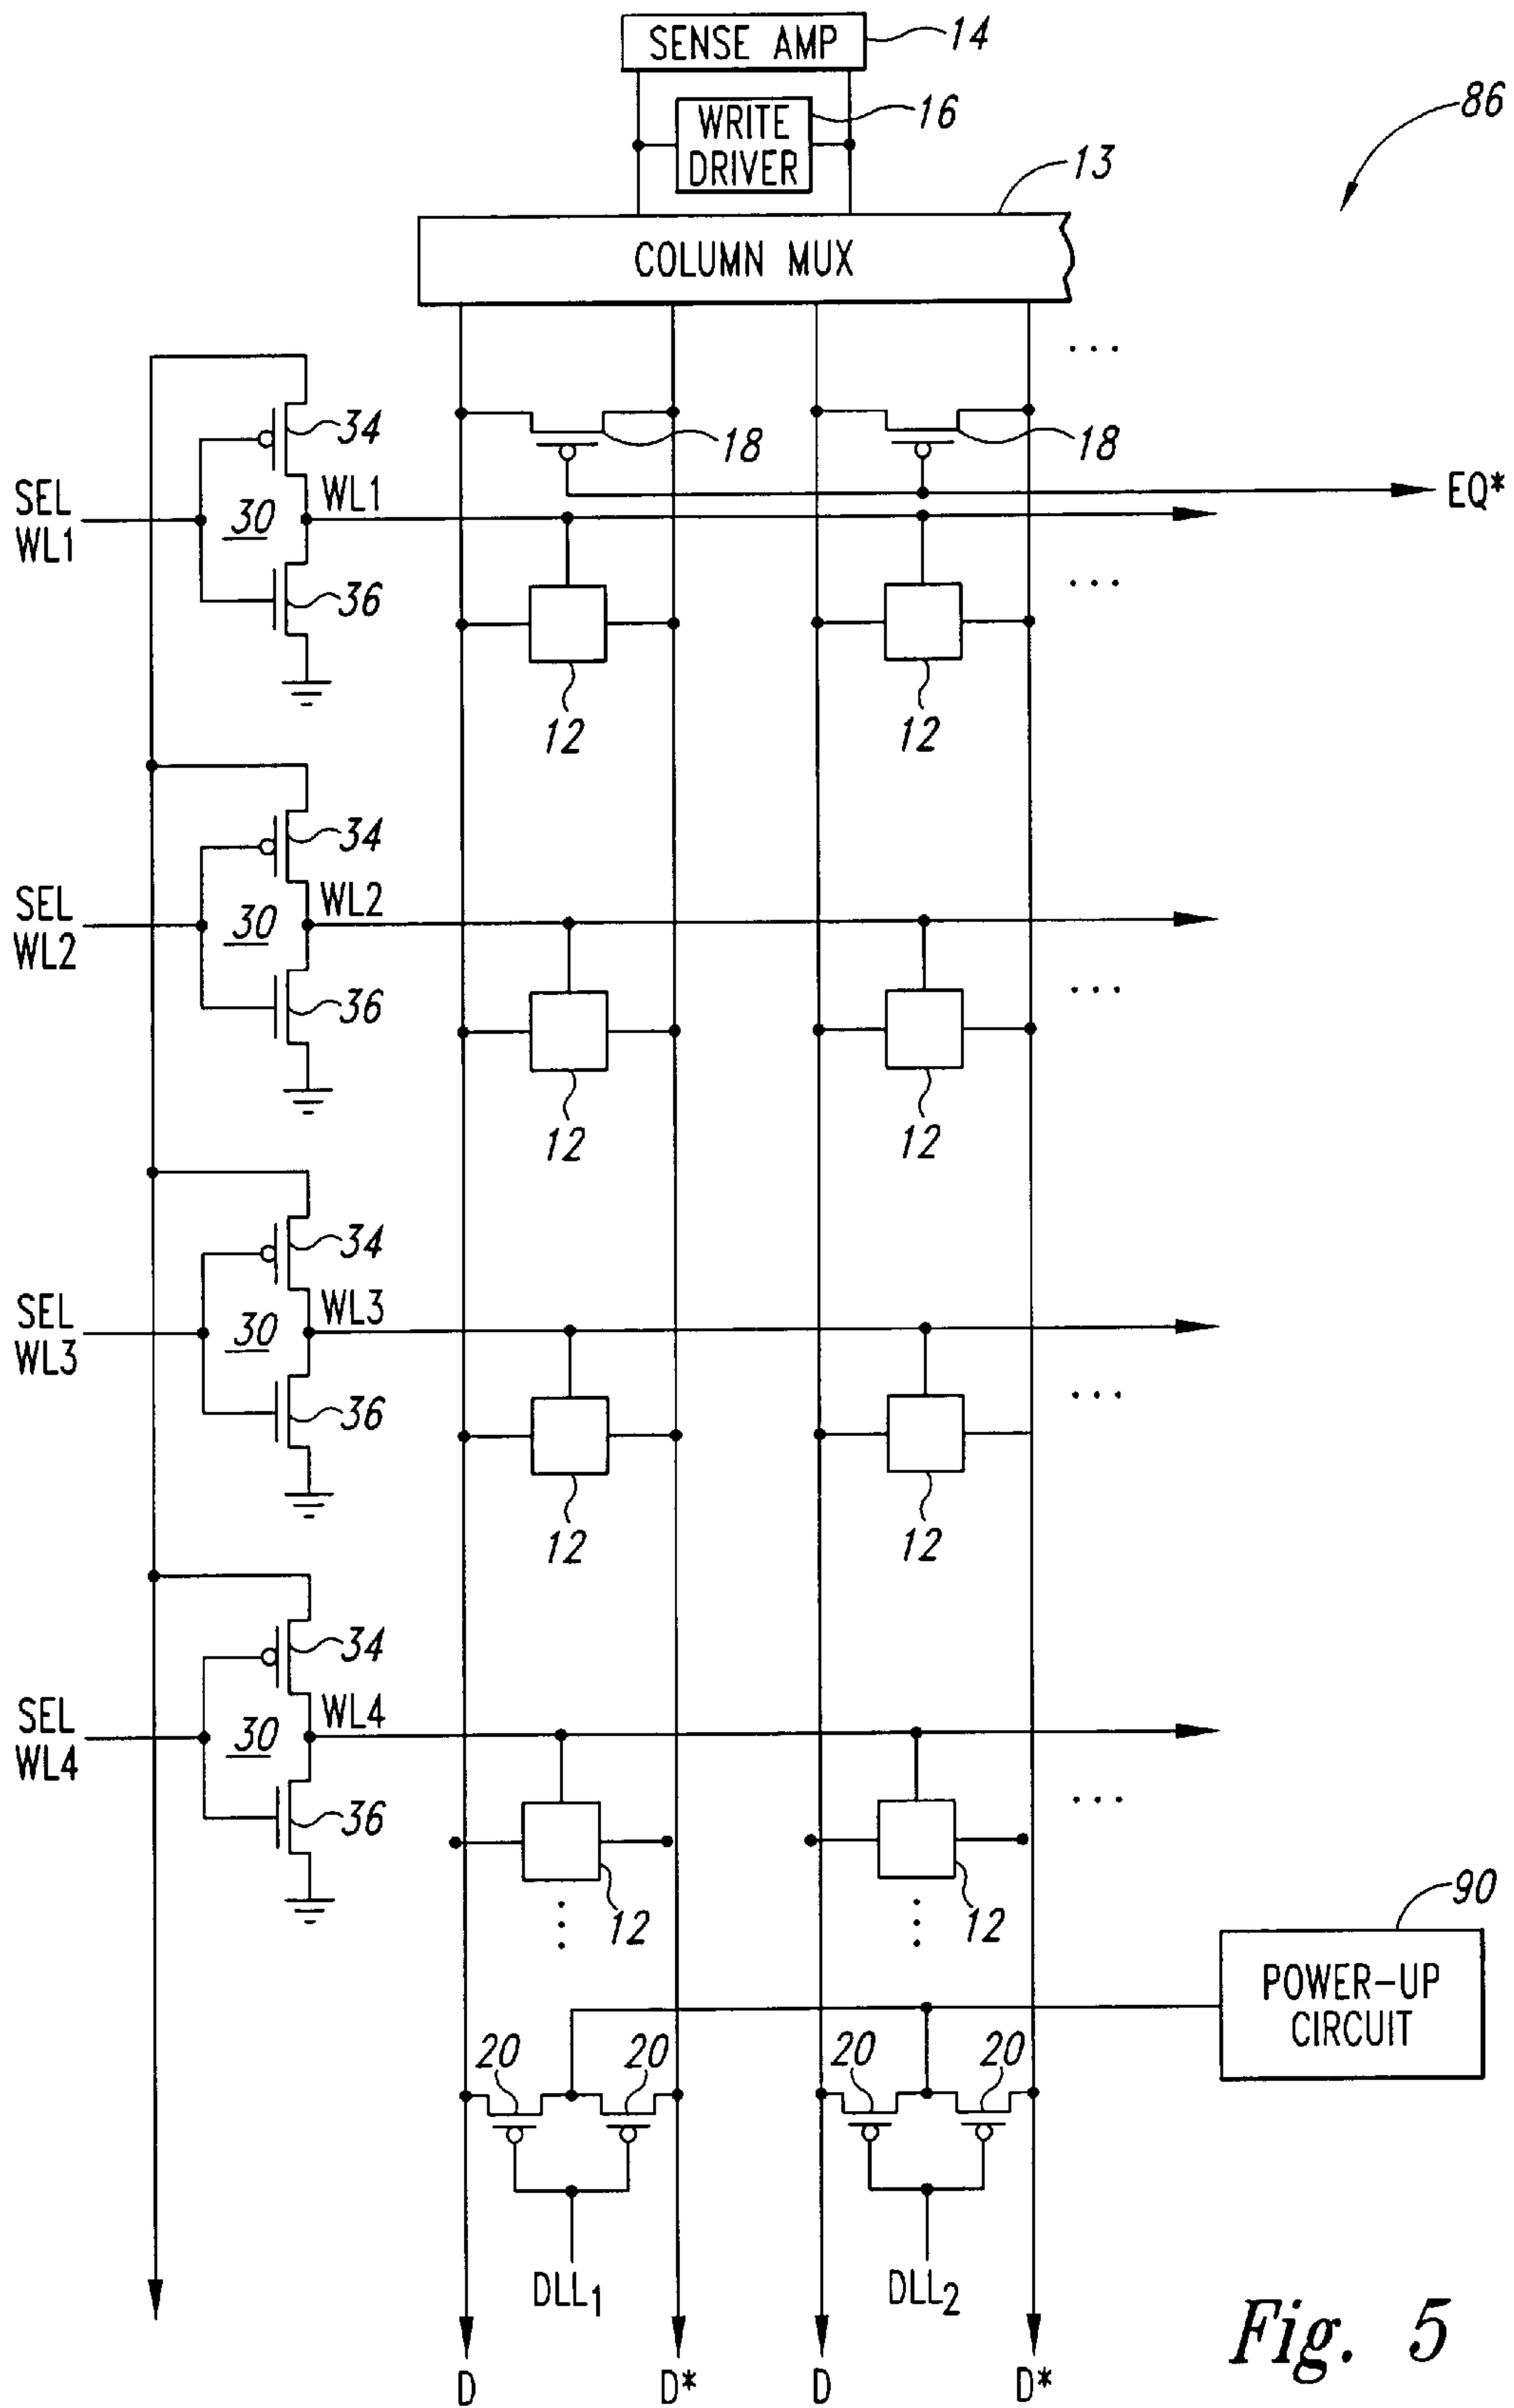 SENSE AMP
14
WRITE
DRIVER
16
86
13
COLUMN MUX
. . .
34
18
18
SEL
WL1
30
WL1
EQ*
36
. . .
12
12
34
SEL
WL2
30
WL2
36
. . .
12
12
34
SEL
WL3
30
WL3
36
. . .
12
12
34
SEL
WL4
30
WL4
36
. . .
12
12
90
POWER-UP
CIRCUIT
20
20
20
20
DLL1
DLL2
D
D*
D
D*
Fig. 5